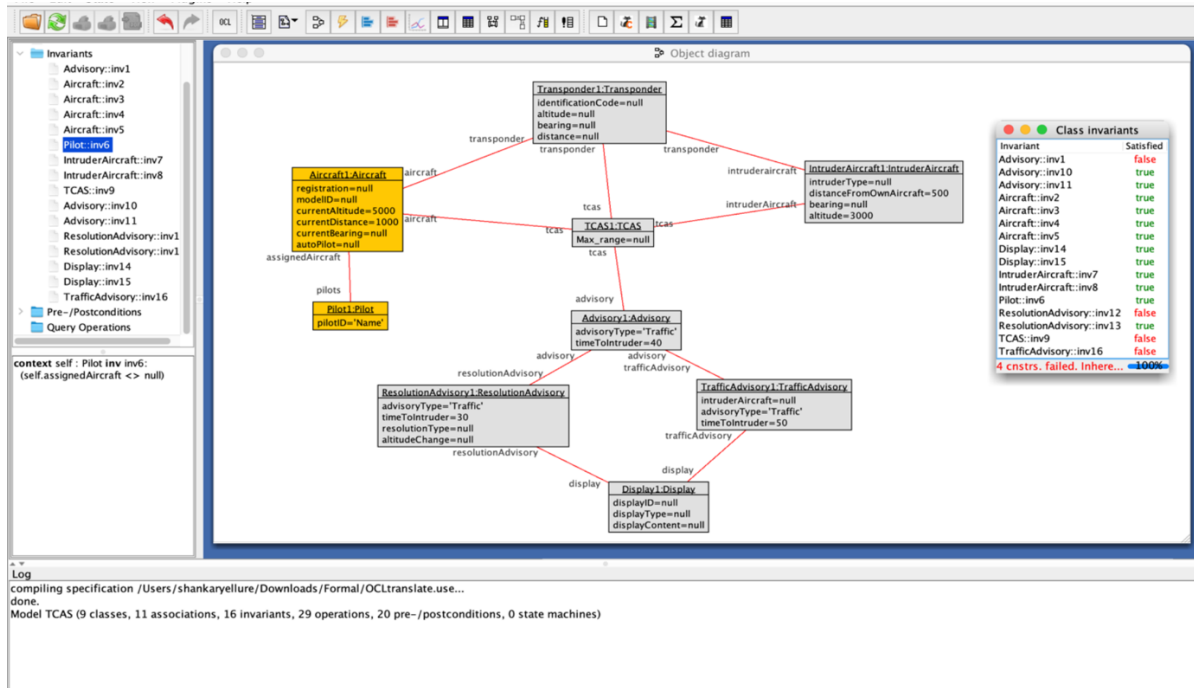 OCL
Invariants
Advisory::inv1
Aircraft::inv2
Aircraft::inv3
Aircraft::inv4
Aircraft::inv5
Pilot::inv6
IntruderAircraft::inv7
IntruderAircraft::inv8
TCAS::inv9
Advisory::inv10
Advisory::inv11
ResolutionAdvisory::inv1
ResolutionAdvisory::inv1
Display::inv14
Display::inv15
TrafficAdvisory::inv16
Pre-/Postconditions
Query Operations
context self : Pilot inv inv6:
(self.assignedAircraft <> null)
Object diagram
Transponder1:Transponder
identificationCode=null
altitude=null
bearing=null
distance=null
transponder
transponder
transponder
Aircraft1:Aircraft
registration=null
modelID=null
currentAltitude=5000
currentDistance=1000
currentBearing=null
autoPilot=null
aircraft
aircraft
assignedAircraft
pilots
Pilot1:Pilot
pilotID='Name'
intruderaircraft
intruderAircraft
IntruderAircraft1:IntruderAircraft
intruderType=null
distanceFromOwnAircraft=500
bearing=null
altitude=3000
tcas
tcas
TCAS1:TCAS
Max_range=null
tcas
tcas
advisory
Advisory1:Advisory
advisoryType='Traffic'
timeToIntruder=40
advisory
advisory
resolutionAdvisory
trafficAdvisory
ResolutionAdvisory1:ResolutionAdvisory
advisoryType='Traffic'
timeToIntruder=30
resolutionType=null
altitudeChange=null
resolutionAdvisory
TrafficAdvisory1:TrafficAdvisory
intruderAircraft=null
advisoryType='Traffic'
timeToIntruder=50
trafficAdvisory
display
display
Display1:Display
displayID=null
displayType=null
displayContent=null
Class invariants
Invariant Satisfied
Advisory::inv1 false
Advisory::inv10 true
Advisory::inv11 true
Aircraft::inv2 true
Aircraft::inv3 true
Aircraft::inv4 true
Aircraft::inv5 true
Display::inv14 true
Display::inv15 true
IntruderAircraft::inv7 true
IntruderAircraft::inv8 true
Pilot::inv6 true
ResolutionAdvisory::inv12 false
ResolutionAdvisory::inv13 true
TCAS::inv9 false
TrafficAdvisory::inv16 false
4 cnstrs. failed. Inhere... 100%
Log
compiling specification /Users/shankaryellure/Downloads/Formal/OCLtranslate.use...
done.
Model TCAS (9 classes, 11 associations, 16 invariants, 29 operations, 20 pre-/postconditions, 0 state machines)